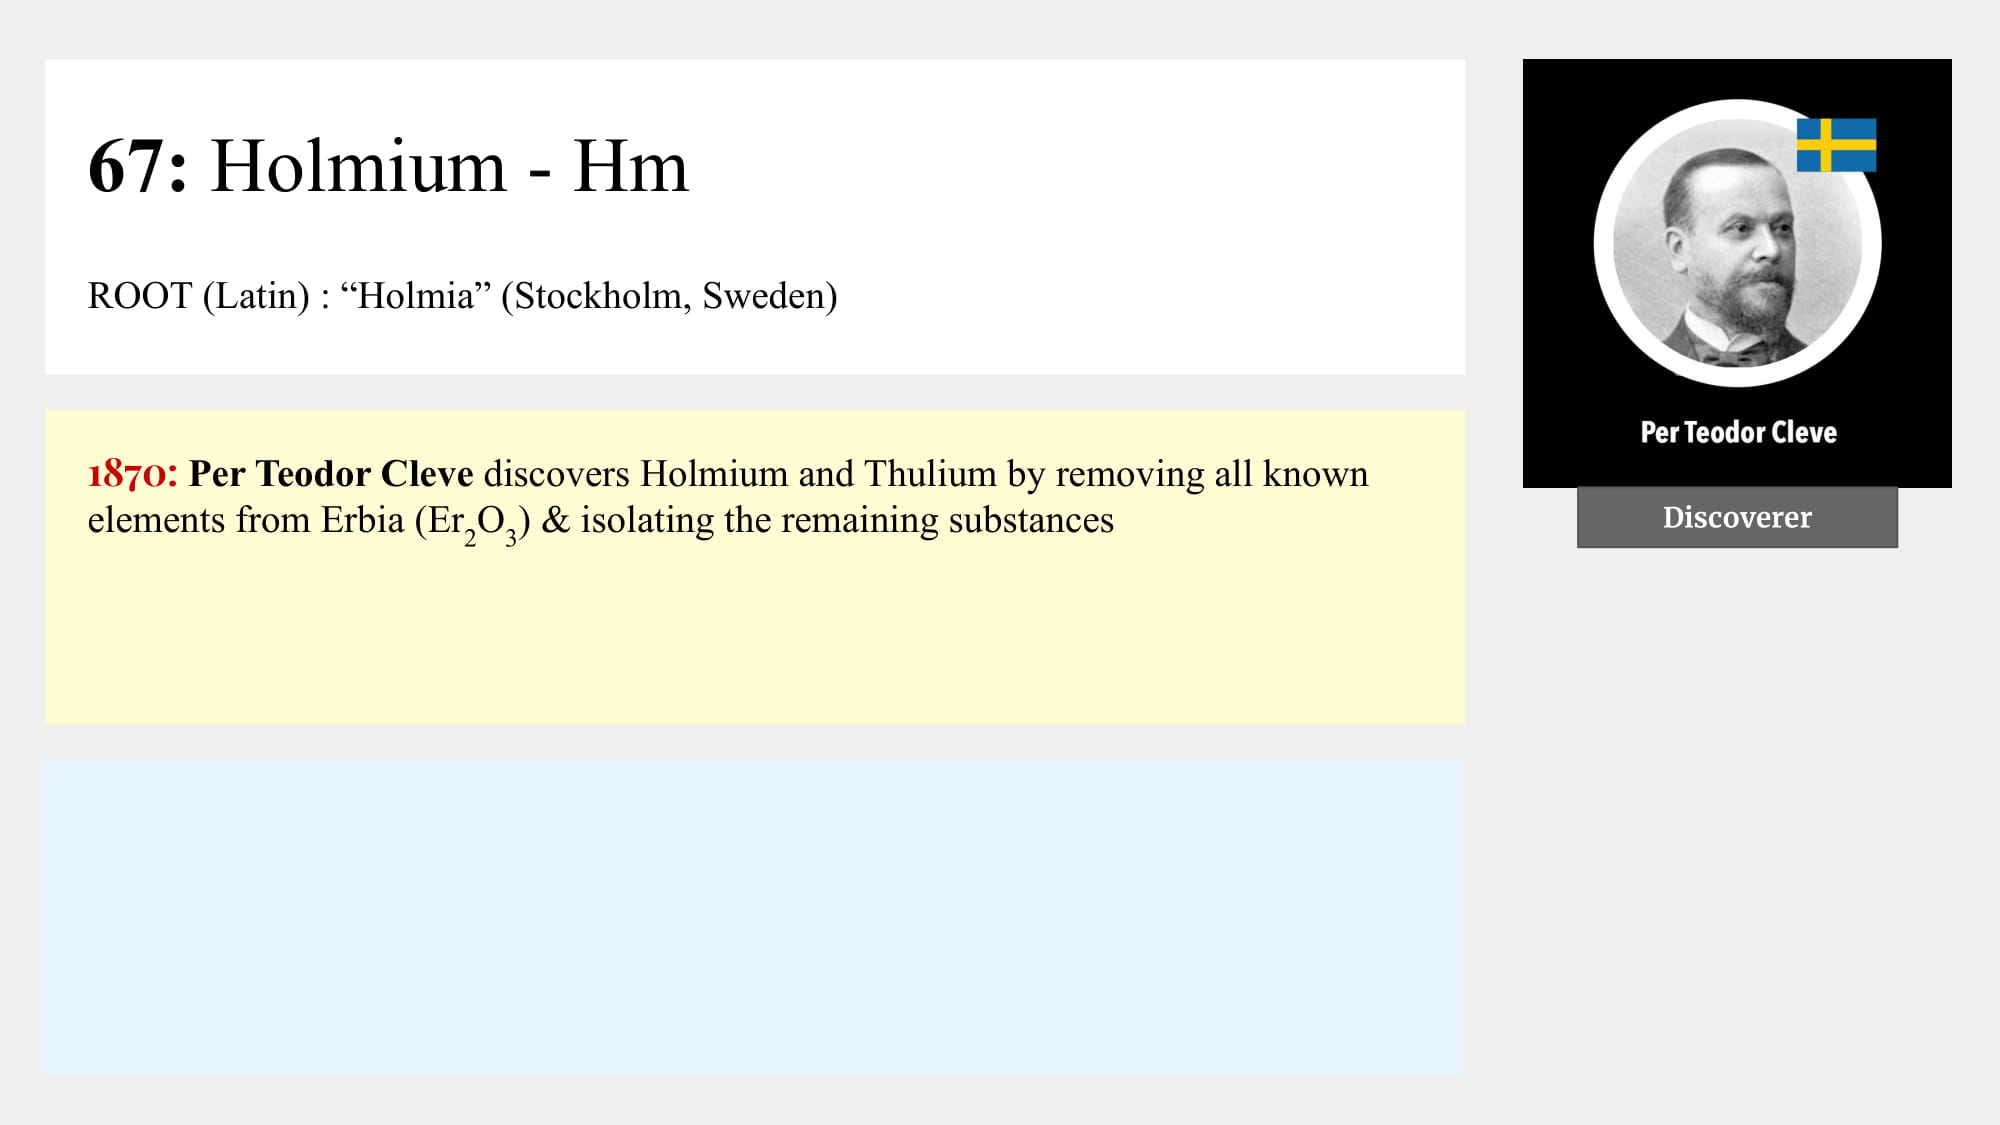 67: Holmium - Hm
ROOT (Latin) : “Holmia” (Stockholm, Sweden)
1870: Per Teodor Cleve discovers Holmium and Thulium by removing all known
elements from Erbia (Er₂O₃) & isolating the remaining substances
Per Teodor Cleve
Discoverer